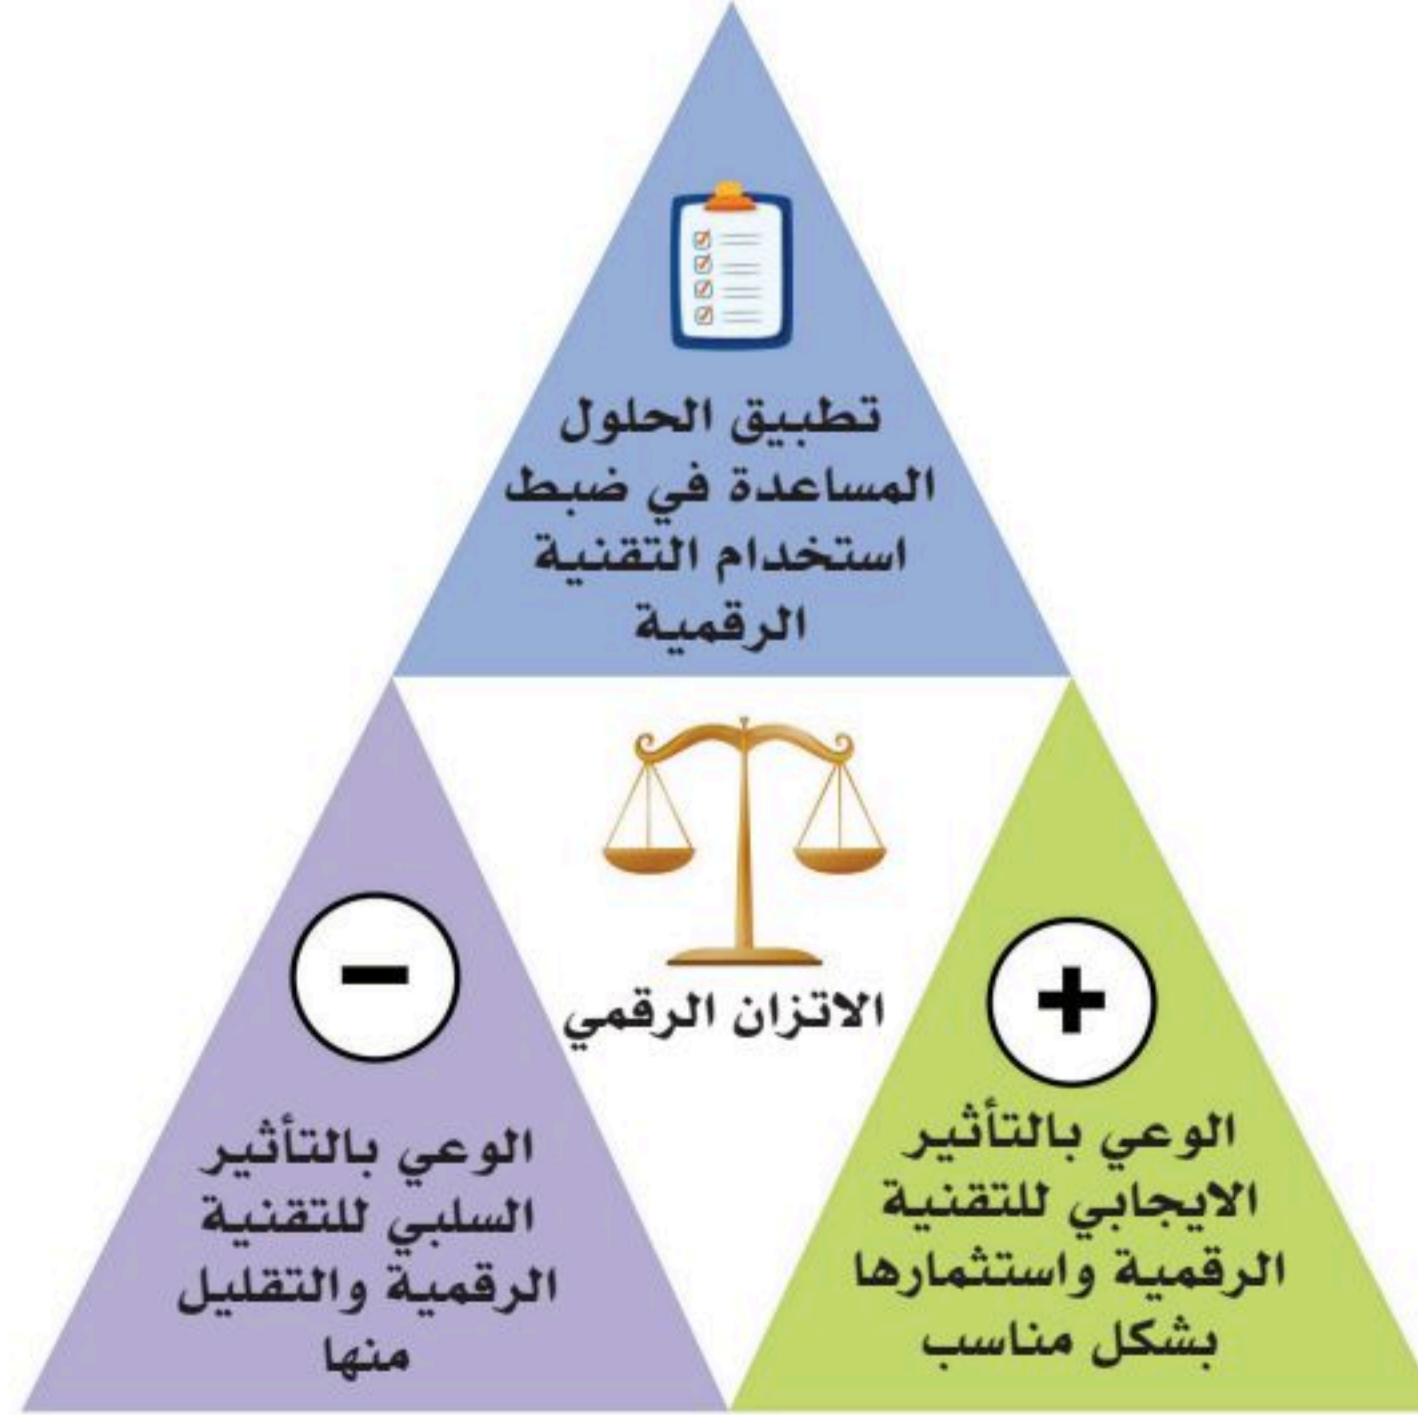 تطبيق الحلول
المساعدة في ضبط
استخدام التقنية
الرقمية
الاتزان الرقمي
الوعي بالتأثير
الايجابي للتقنية
الرقمية واستثمارها
بشكل مناسب
الوعي بالتأثير
السلبي للتقنية
الرقمية والتقليل
منها